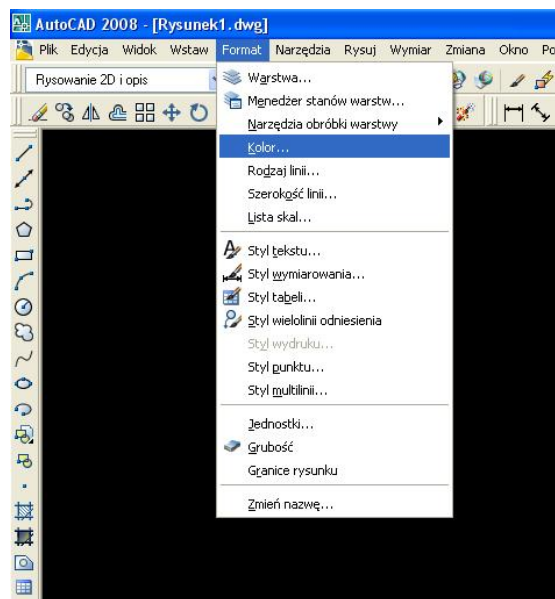 AutoCAD 2008 - [Rysunek1.dwg]
Plik Edycja Widok Wstaw Format Narzędzia Rysuj Wymiar Zmiana Okno Po
Rysowanie 2D i opis
Warstwa...
Menedżer stanów warstw...
Narzędzia obróbki warstwy
Kolor...
Rodzaj linii...
Szerokość linii...
Lista skal...
Styl tekstu...
Styl wymiarowania...
Styl tabeli...
Styl wielolinii odniesienia
Styl wydruku...
Styl punktu...
Styl multilinii...
Jednostki...
Grubość
Granice rysunku
Zmień nazwę...